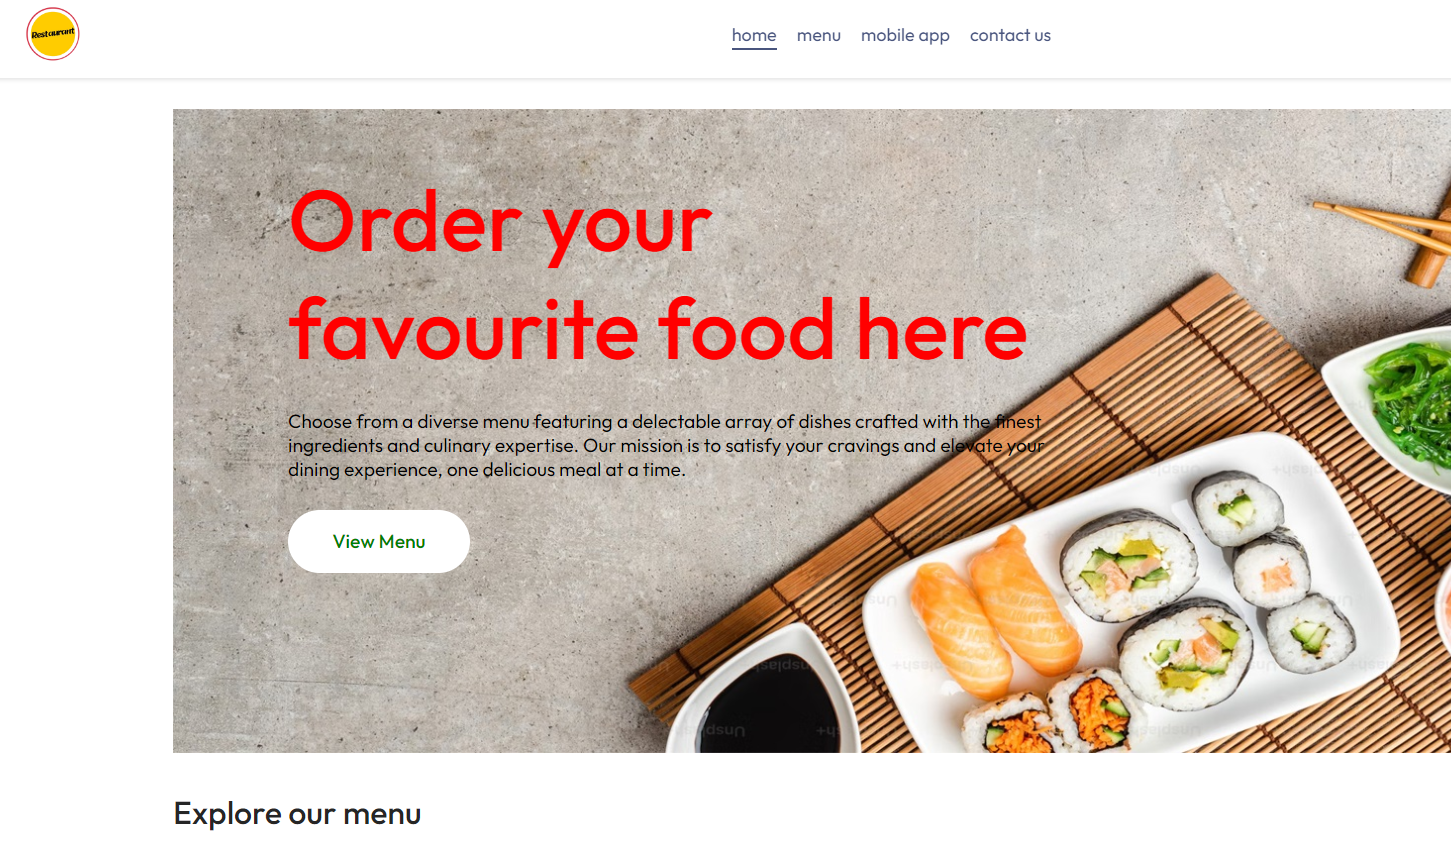 Restaurant
home menu mobile app contact us
Order your
favourite food here
Choose from a diverse menu featuring a delectable array of dishes crafted with the finest
ingredients and culinary expertise. Our mission is to satisfy your cravings and elevate your
dining experience, one delicious meal at a time.
View Menu
Unsplash+
Explore our menu